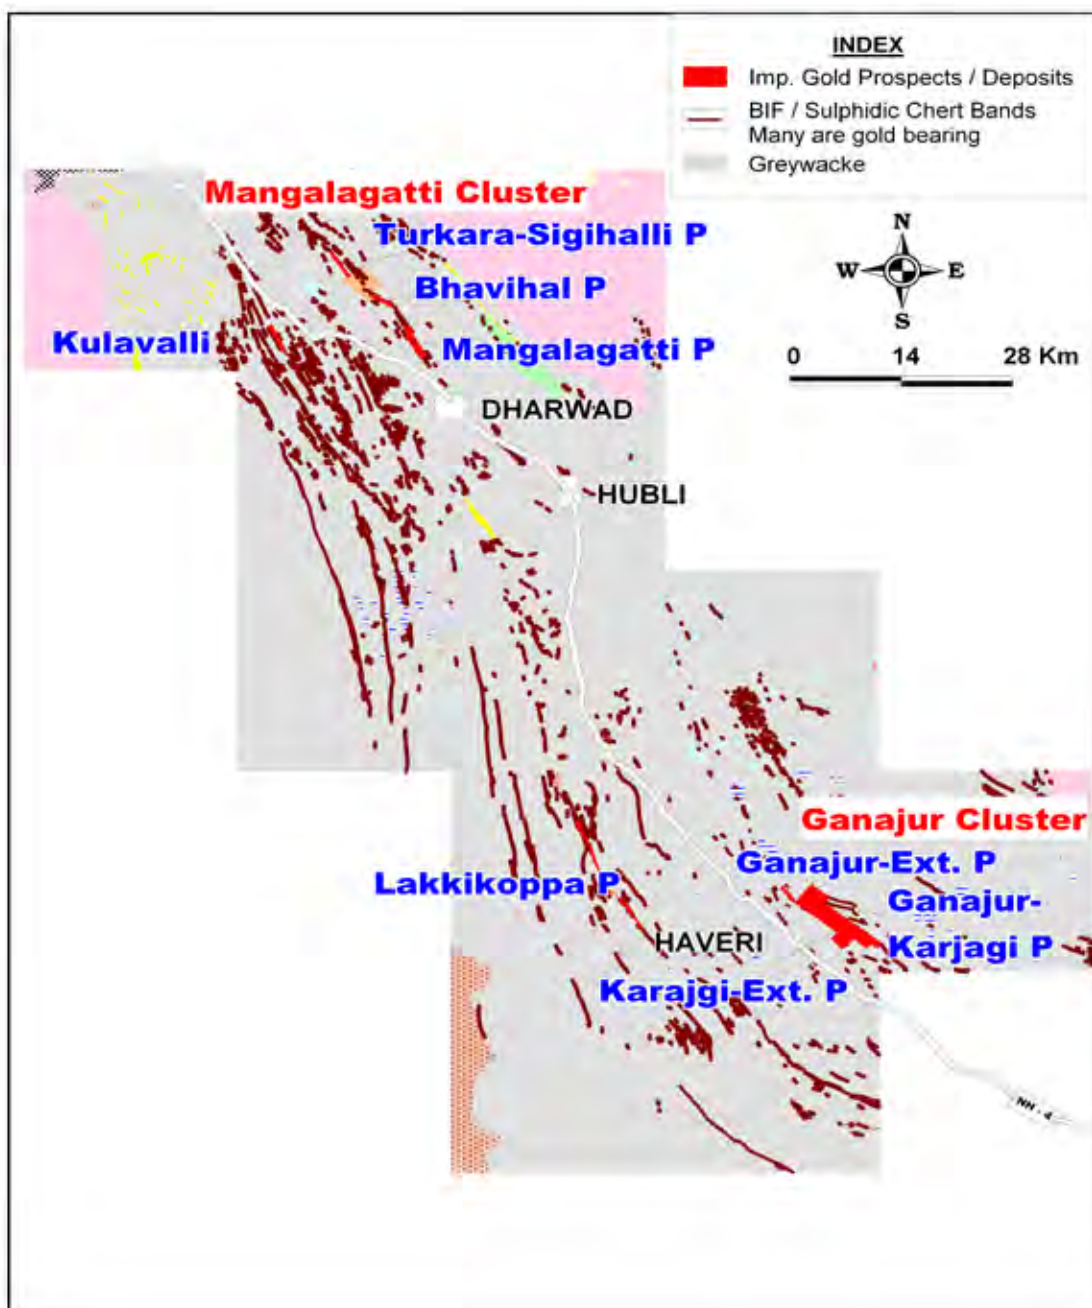 INDEX
Imp. Gold Prospects / Deposits
BIF / Sulphidic Chert Bands
Many are gold bearing
Greywacke
Mangalagatti Cluster
Turkara-Sigihalli P
N
W E
S
Bhavihal P
Kulavalli
Mangalagatti P
0 14 28 Km
DHARWAD
HUBLI
Ganajur Cluster
Ganajur-Ext. P
Lakkikoppa P
Ganajur-
Karjagi P
HAVERI
Karajgi-Ext. P
NH - 4